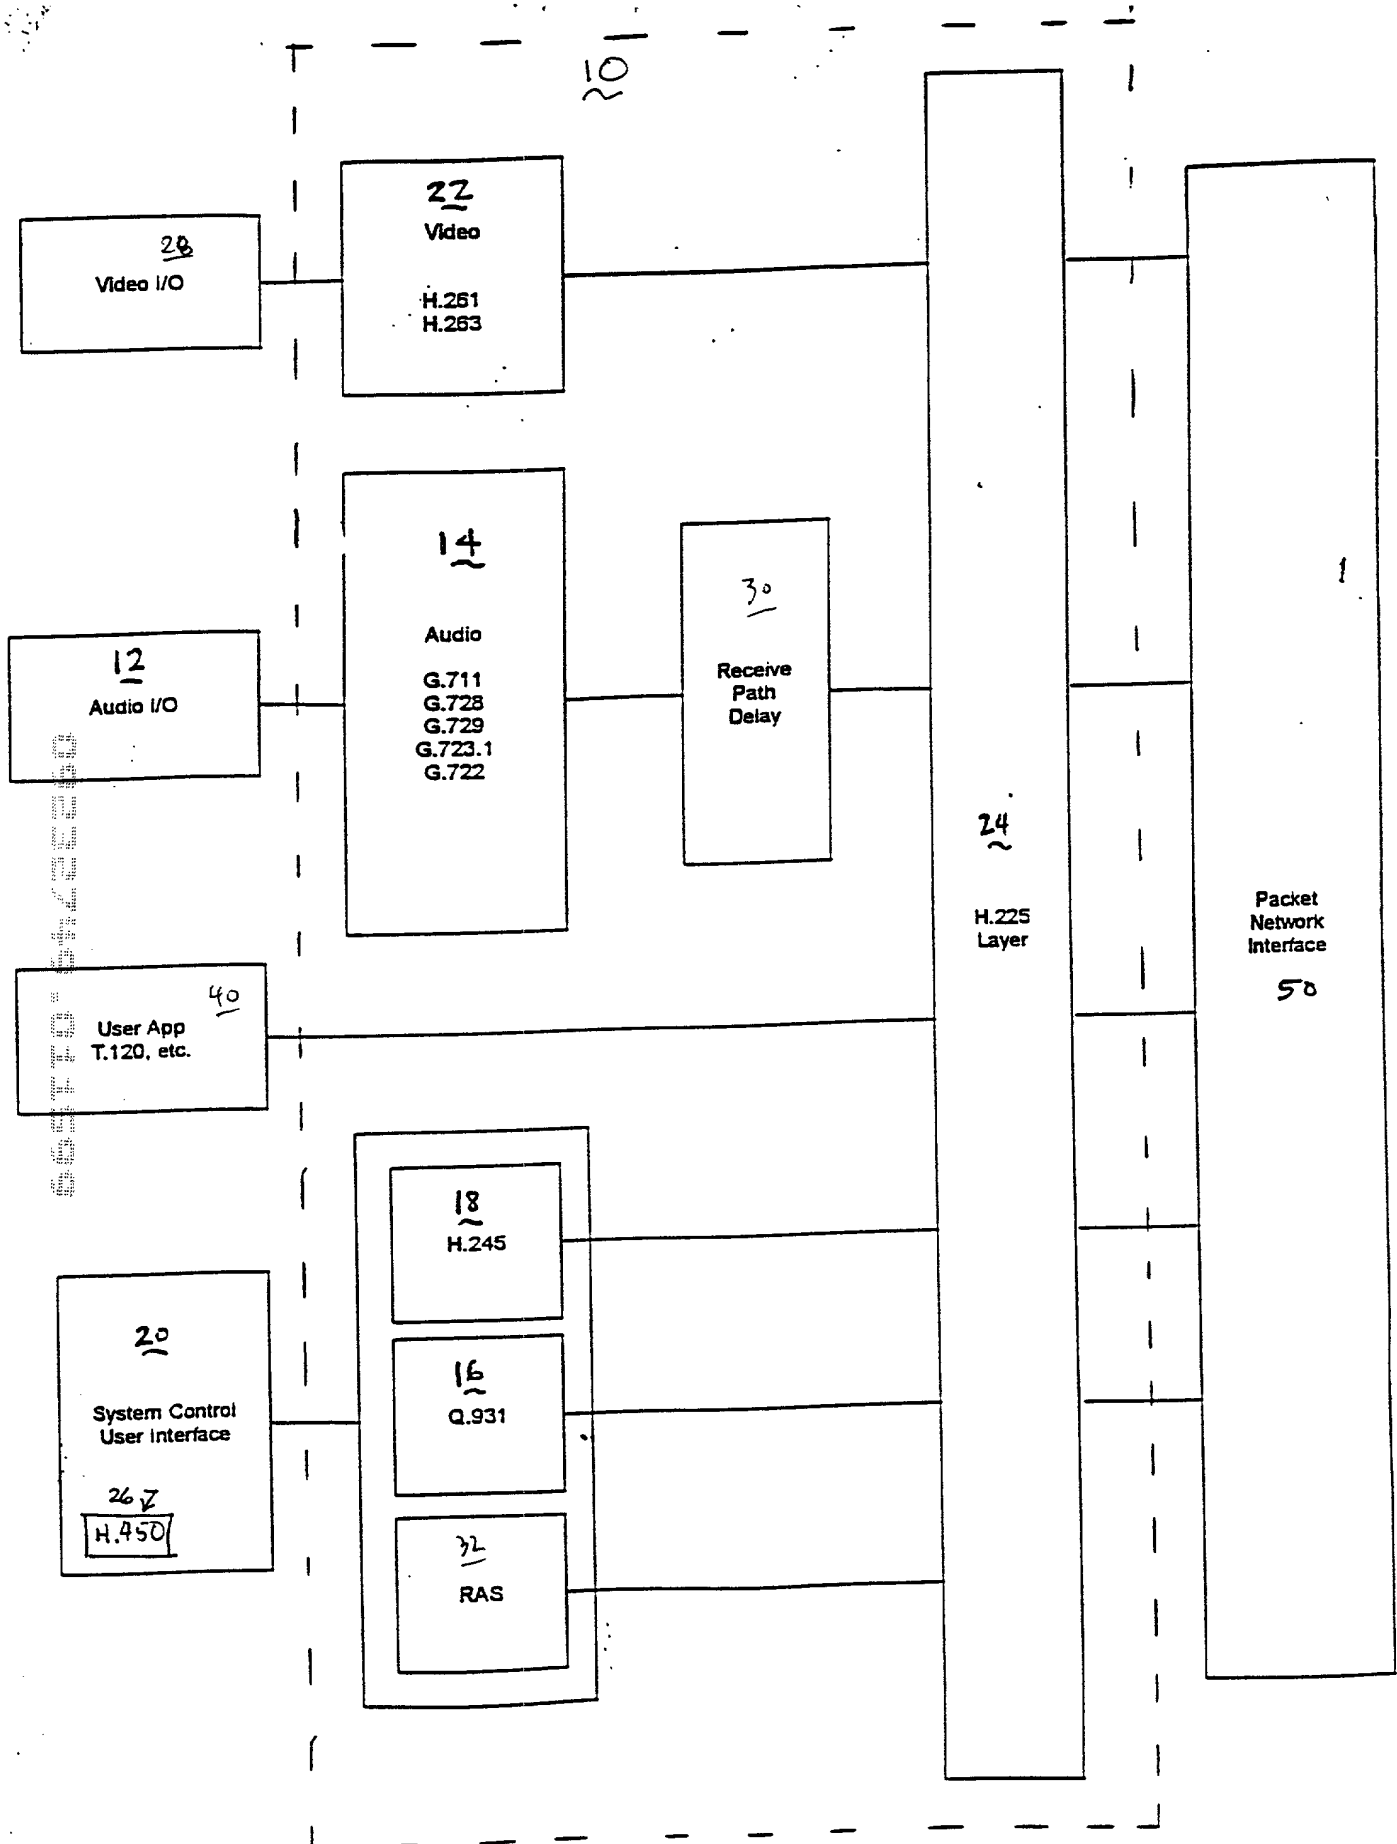 10
22
Video
H.261
H.263
28
Video I/O
14
Audio
G.711
G.728
G.729
G.723.1
G.722
30
Receive
Path
Delay
12
Audio I/O
24
H.225
Layer
Packet
Network
Interface
50
40
User App
T.120, etc.
18
H.245
20
System Control
User Interface
26
H.450
16
Q.931
32
RAS